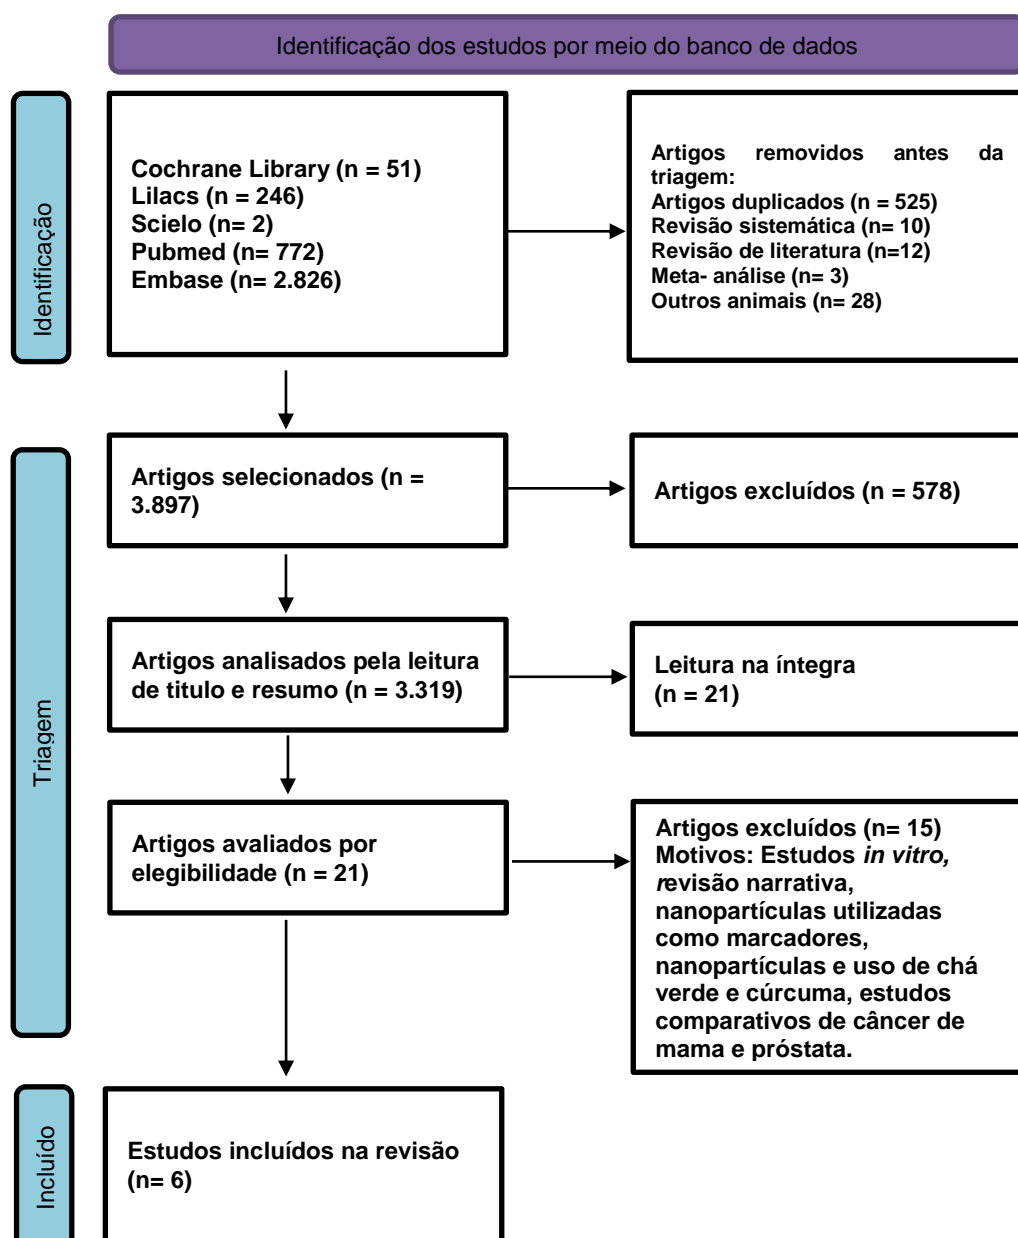 Identificação dos estudos por meio do banco de dados
Identificação
Cochrane Library (n = 51)
Lilacs (n = 246)
Scielo (n= 2)
Pubmed (n= 772)
Embase (n= 2.826)
Artigos removidos antes da
triagem:
Artigos duplicados (n = 525)
Revisão sistemática (n= 10)
Revisão de literatura (n=12)
Meta- análise (n= 3)
Outros animais (n= 28)
Triagem
Artigos selecionados (n =
3.897)
Artigos excluídos (n = 578)
Artigos analisados pela leitura
de titulo e resumo (n = 3.319)
Leitura na íntegra
(n = 21)
Artigos avaliados por
elegibilidade (n = 21)
Artigos excluídos (n= 15)
Motivos: Estudos in vitro,
revisão narrativa,
nanopartículas utilizadas
como marcadores,
nanopartículas e uso de chá
verde e cúrcuma, estudos
comparativos de câncer de
mama e próstata.
Incluído
Estudos incluídos na revisão
(n= 6)